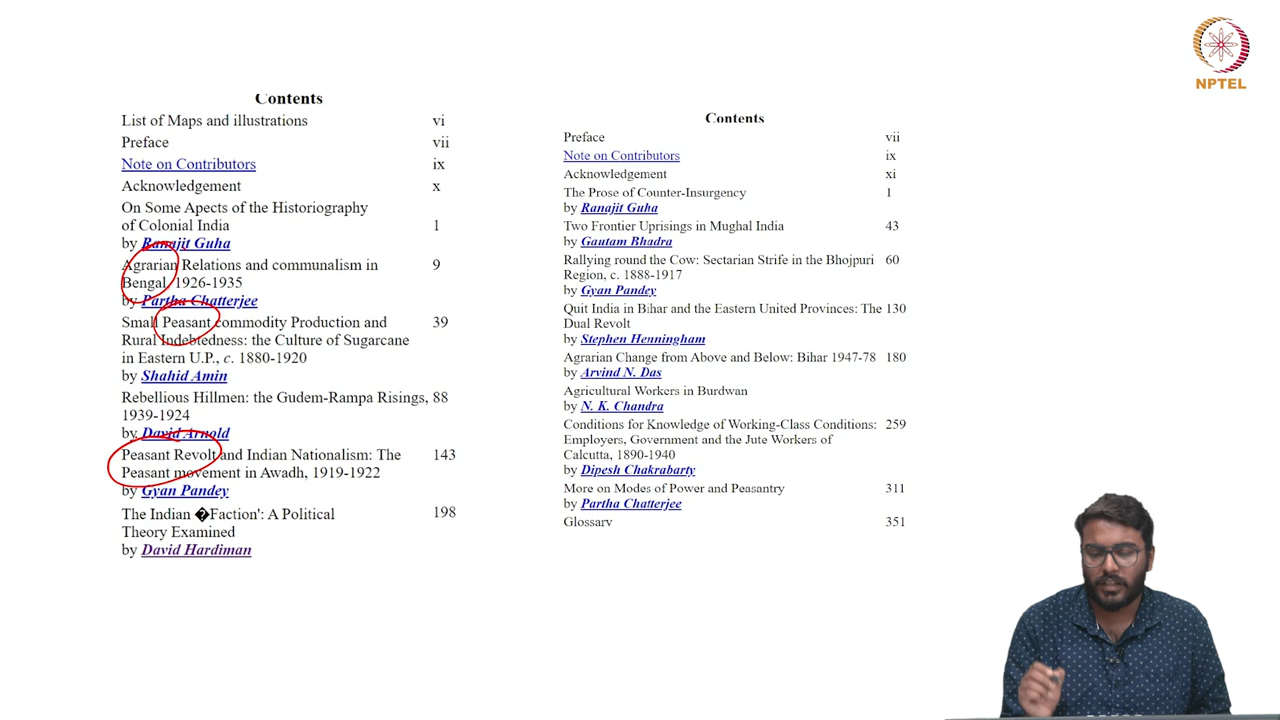 NPTEL
Contents
List of Maps and illustrations vi
Preface vii
Note on Contributors ix
Acknowledgement x
On Some Apects of the Historiography
of Colonial India 1
by Ranajit Guha
Agrarian Relations and communalism in 9
Bengal, 1926-1935
by Partha Chatterjee
Small Peasant commodity Production and 39
Rural Indebtedness: the Culture of Sugarcane
in Eastern U.P., c. 1880-1920
by Shahid Amin
Rebellious Hillmen: the Gudem-Rampa Risings, 88
1939-1924
by David Arnold
Peasant Revolt and Indian Nationalism: The 143
Peasant movement in Awadh, 1919-1922
by Gyan Pandey
The Indian �Faction': A Political 198
Theory Examined
by David Hardiman
Contents
Preface vii
Note on Contributors ix
Acknowledgement xi
The Prose of Counter-Insurgency 1
by Ranajit Guha
Two Frontier Uprisings in Mughal India 43
by Gautam Bhadra
Rallying round the Cow: Sectarian Strife in the Bhojpuri 60
Region, c. 1888-1917
by Gyan Pandey
Quit India in Bihar and the Eastern United Provinces: The 130
Dual Revolt
by Stephen Henningham
Agrarian Change from Above and Below: Bihar 1947-78 180
by Arvind N. Das
Agricultural Workers in Burdwan
by N. K. Chandra
Conditions for Knowledge of Working-Class Conditions: 259
Employers, Government and the Jute Workers of
Calcutta, 1890-1940
by Dipesh Chakrabarty
More on Modes of Power and Peasantry 311
by Partha Chatterjee
Glossary 351